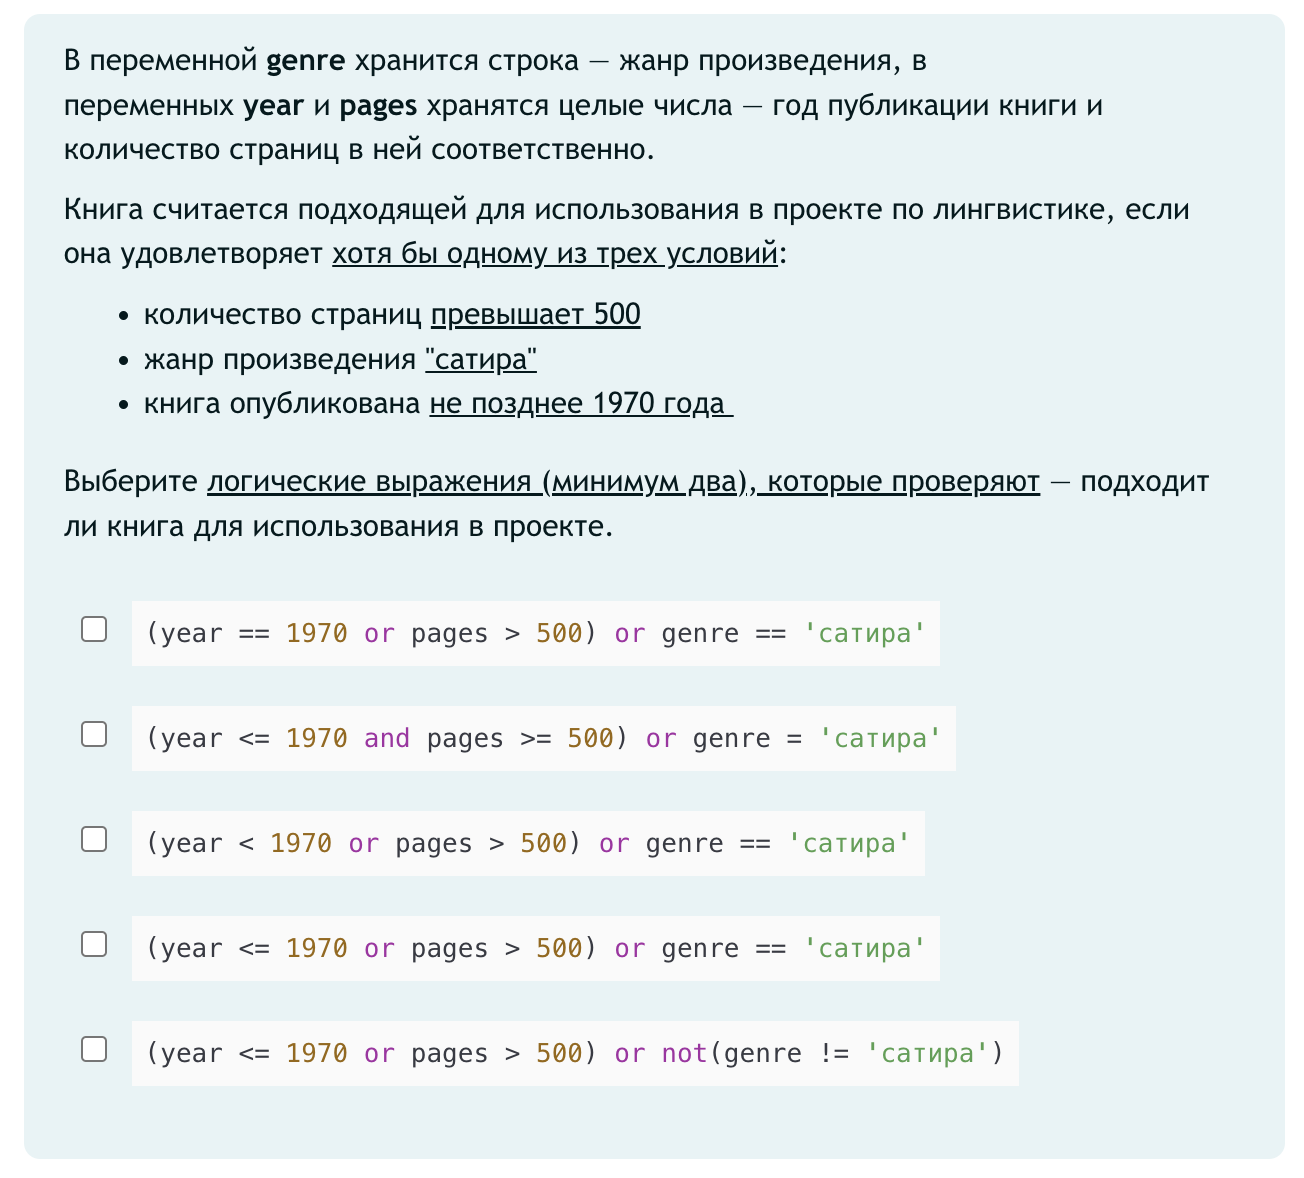 В переменной genre хранится строка — жанр произведения, в
переменных year и pages хранятся целые числа — год публикации книги и
количество страниц в ней соответственно.
Книга считается подходящей для использования в проекте по лингвистике, если
она удовлетворяет хотя бы одному из трех условий:
• количество страниц превышает 500
• жанр произведения "сатира"
• книга опубликована не позднее 1970 года
Выберите логические выражения (минимум два), которые проверяют — подходит
ли книга для использования в проекте.
(year == 1970 or pages > 500) or genre == 'сатира'
(year <= 1970 and pages >= 500) or genre = 'сатира'
(year < 1970 or pages > 500) or genre == 'сатира'
(year <= 1970 or pages > 500) or genre == 'сатира'
(year <= 1970 or pages > 500) or not(genre != 'сатира')